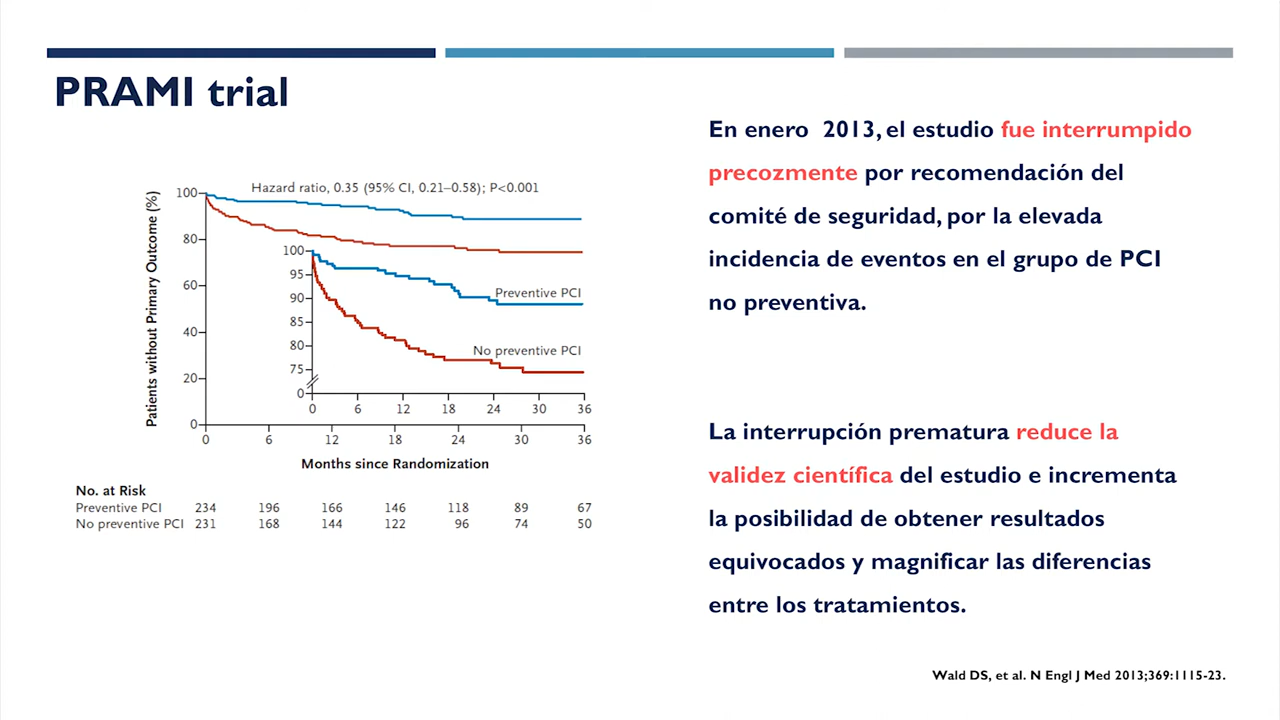 PRAMI trial
Hazard ratio, 0.35 (95% CI, 0.21–0.58); P<0.001
Patients without Primary Outcome (%)
100
80
60
40
20
0
100
95
90
85
80
75
0
Preventive PCI
No preventive PCI
0 6 12 18 24 30 36
0 6 12 18 24 30 36
Months since Randomization
No. at Risk
Preventive PCI 234 196 166 146 118 89 67
No preventive PCI 231 168 144 122 96 74 50
En enero 2013, el estudio fue interrumpido
precozmente por recomendación del
comité de seguridad, por la elevada
incidencia de eventos en el grupo de PCI
no preventiva.
La interrupción prematura reduce la
validez científica del estudio e incrementa
la posibilidad de obtener resultados
equivocados y magnificar las diferencias
entre los tratamientos.
Wald DS, et al. N Engl J Med 2013;369:1115-23.